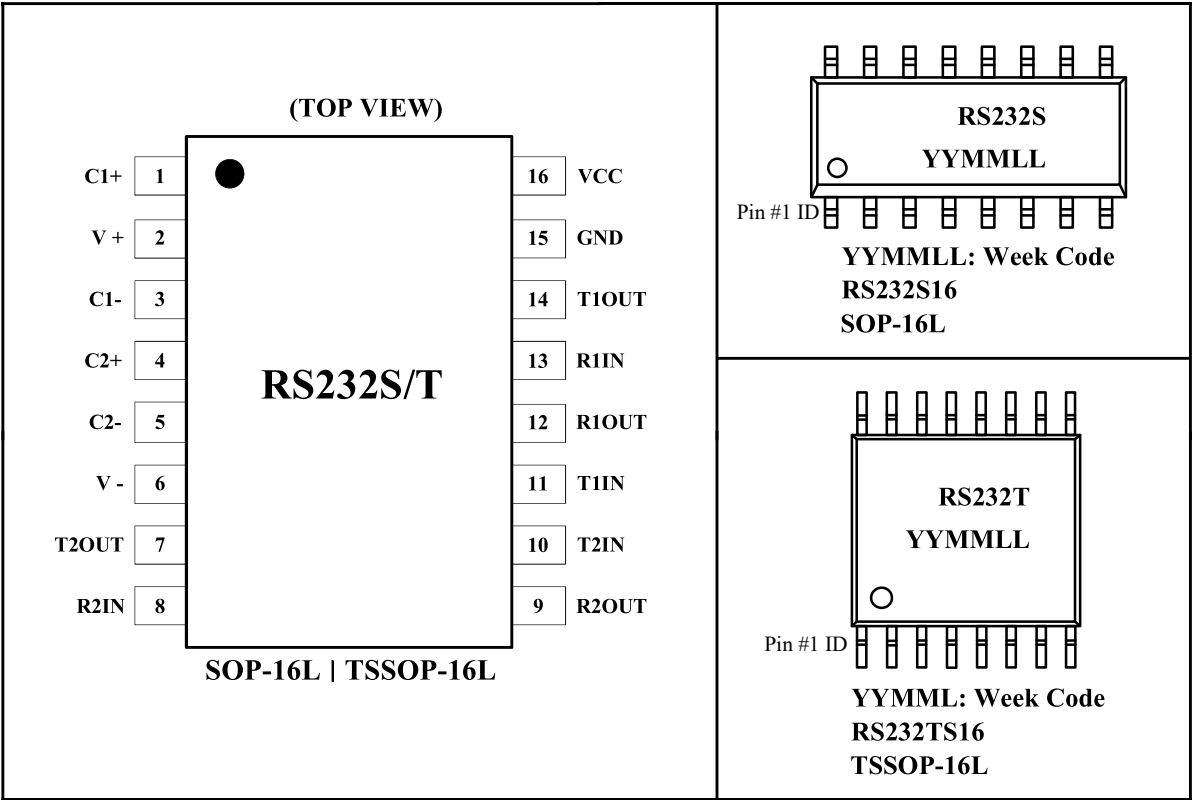 (TOP VIEW)
C1+ 1 16 VCC
V + 2 15 GND
C1- 3 14 T1OUT
C2+ 4 13 R1IN
RS232S/T
C2- 5 12 R1OUT
V - 6 11 T1IN
T2OUT 7 10 T2IN
R2IN 8 9 R2OUT
SOP-16L | TSSOP-16L
RS232S
YYMMLL
Pin #1 ID
YYMMLL: Week Code
RS232S16
SOP-16L
RS232T
YYMMLL
Pin #1 ID
YYMML: Week Code
RS232TS16
TSSOP-16L